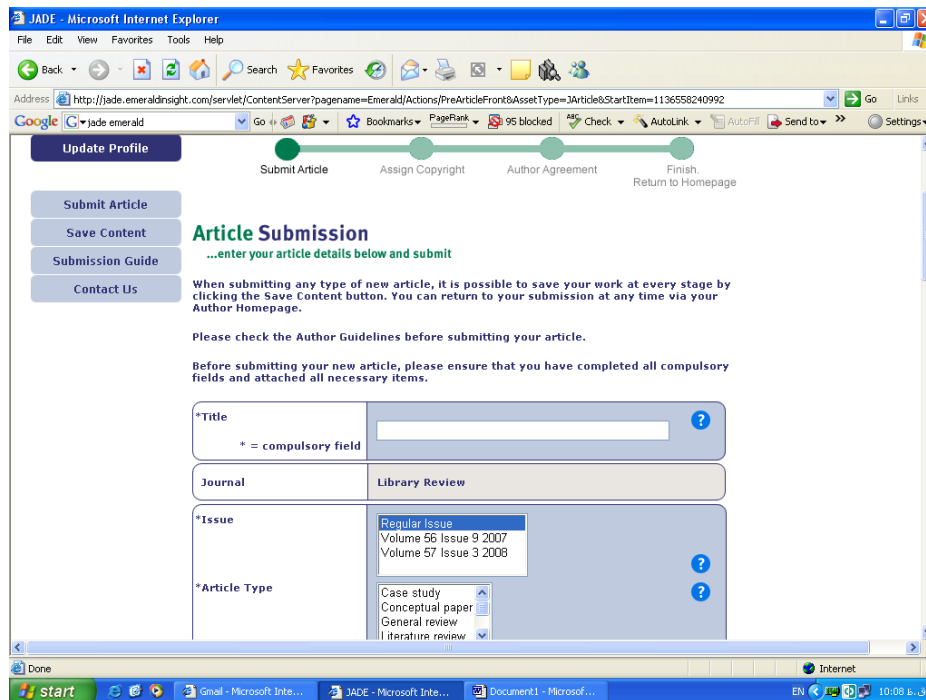 JADE - Microsoft Internet Explorer
File Edit View Favorites Tools Help
Back Search Favorites
Address http://jade.emeraldinsight.com/servlet/ContentServer?pagename=Emerald/Actions/PreArticleFront&AssetType=JArticle&StartItem=1136558240992 Go Links
Google G jade emerald Go Bookmarks PageRank 95 blocked ABC Check AutoLink AutoFill Send to Settings
Update Profile
Submit Article Assign Copyright Author Agreement Finish.
Return to Homepage
Submit Article
Save Content
Submission Guide
Contact Us
Article Submission
...enter your article details below and submit
When submitting any type of new article, it is possible to save your work at every stage by
clicking the Save Content button. You can return to your submission at any time via your
Author Homepage.
Please check the Author Guidelines before submitting your article.
Before submitting your new article, please ensure that you have completed all compulsory
fields and attached all necessary items.
*Title ?
* = compulsory field
Journal Library Review
*Issue Regular Issue
Volume 56 Issue 9 2007
Volume 57 Issue 3 2008
?
*Article Type Case study ?
Conceptual paper
General review
Literature review
Done Internet
start Gmail - Microsoft Inte... JADE - Microsoft Inte... Document1 - Microsof... EN 10:08